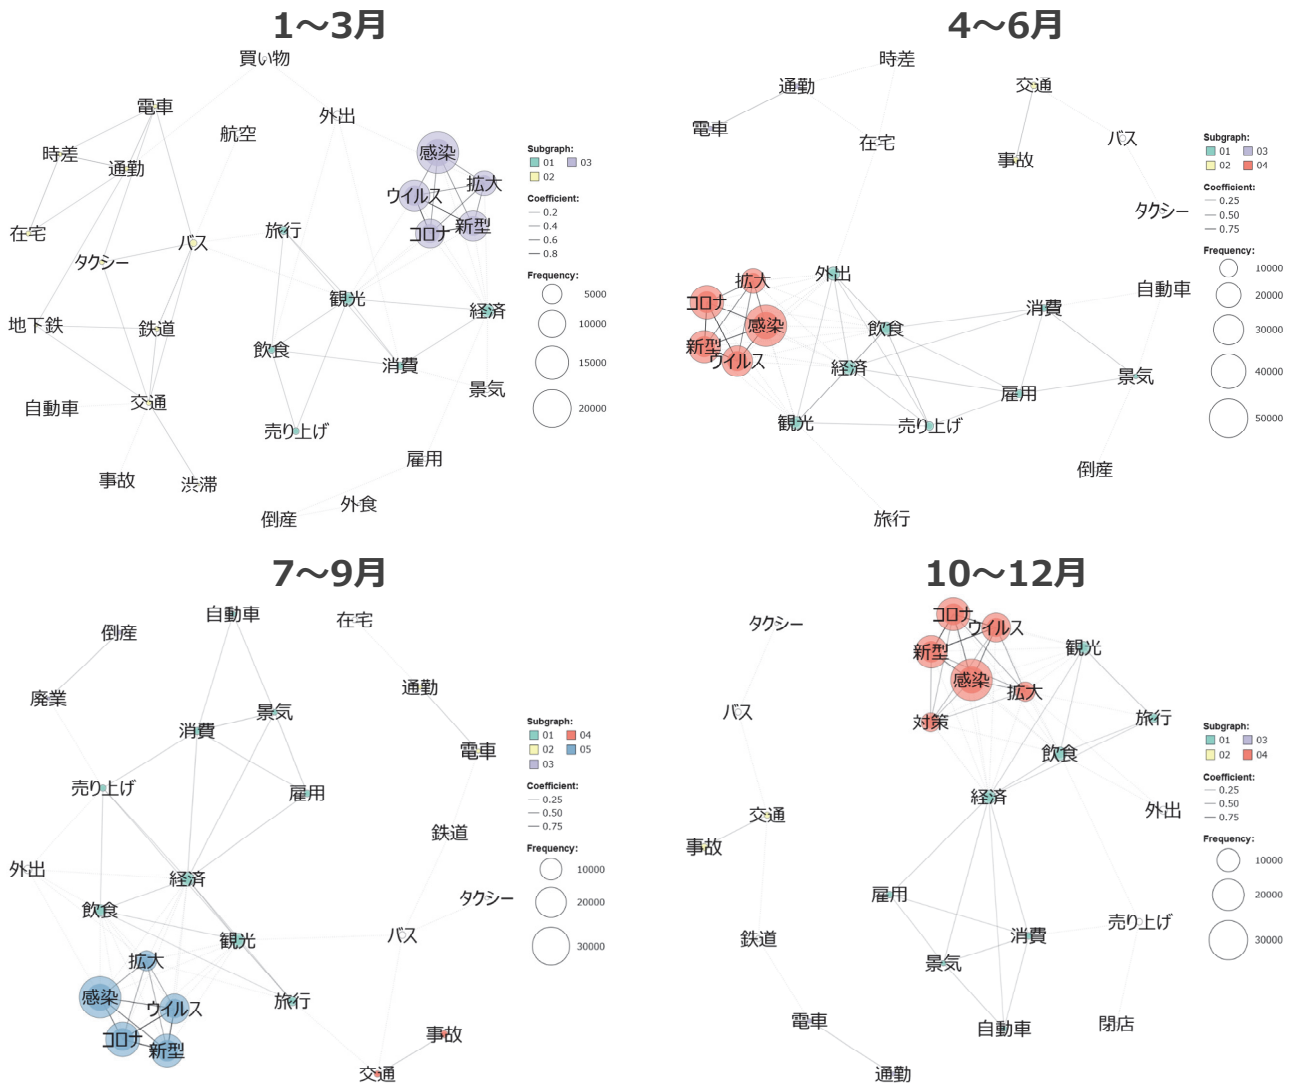 1～3月
買い物
電車
外出
航空
感染
時差
通勤
拡大
ウイルス
新型
コロナ
在宅
旅行
バス
タクシー
観光
経済
地下鉄
鉄道
飲食
消費
景気
自動車
交通
売り上げ
雇用
事故
渋滞
外食
倒産
Subgraph:
01 03
02
Coefficient:
0.2
0.4
0.6
0.8
Frequency:
5000
10000
15000
20000
4～6月
時差
通勤
交通
電車
バス
在宅
事故
タクシー
外出
拡大
自動車
コロナ
消費
感染
飲食
新型
ウイルス
経済
景気
雇用
観光
売り上げ
倒産
旅行
Subgraph:
01 03
02 04
Coefficient:
0.25
0.50
0.75
Frequency:
10000
20000
30000
40000
50000
7～9月
自動車
在宅
倒産
廃業
通勤
景気
消費
電車
売り上げ
雇用
鉄道
外出
経済
タクシー
飲食
観光
バス
拡大
感染
旅行
ウイルス
コロナ
新型
事故
交通
Subgraph:
01 04
02 05
03
Coefficient:
0.25
0.50
0.75
Frequency:
10000
20000
30000
10～12月
コロナ
タクシー
ウイルス
観光
新型
感染
拡大
バス
対策
旅行
飲食
経済
外出
交通
事故
雇用
売り上げ
鉄道
消費
景気
電車
自動車
閉店
通勤
Subgraph:
01 03
02 04
Coefficient:
0.25
0.50
0.75
Frequency:
10000
20000
30000